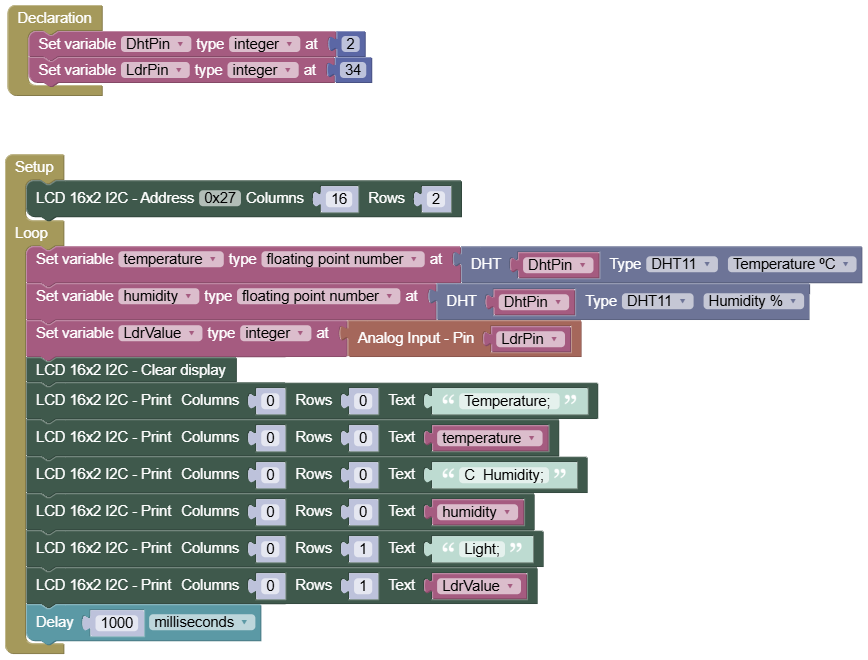 Declaration
Set variable DhtPin type integer at 2
Set variable LdrPin type integer at 34
Setup
LCD 16x2 I2C - Address 0x27 Columns 16 Rows 2
Loop
Set variable temperature type floating point number at DHT DhtPin Type DHT11 Temperature ºC
Set variable humidity type floating point number at DHT DhtPin Type DHT11 Humidity %
Set variable LdrValue type integer at Analog Input - Pin LdrPin
LCD 16x2 I2C - Clear display
LCD 16x2 I2C - Print Columns 0 Rows 0 Text “ Temperature; ”
LCD 16x2 I2C - Print Columns 0 Rows 0 Text temperature
LCD 16x2 I2C - Print Columns 0 Rows 0 Text “ C Humidity; ”
LCD 16x2 I2C - Print Columns 0 Rows 0 Text humidity
LCD 16x2 I2C - Print Columns 0 Rows 1 Text “ Light; ”
LCD 16x2 I2C - Print Columns 0 Rows 1 Text LdrValue
Delay 1000 milliseconds